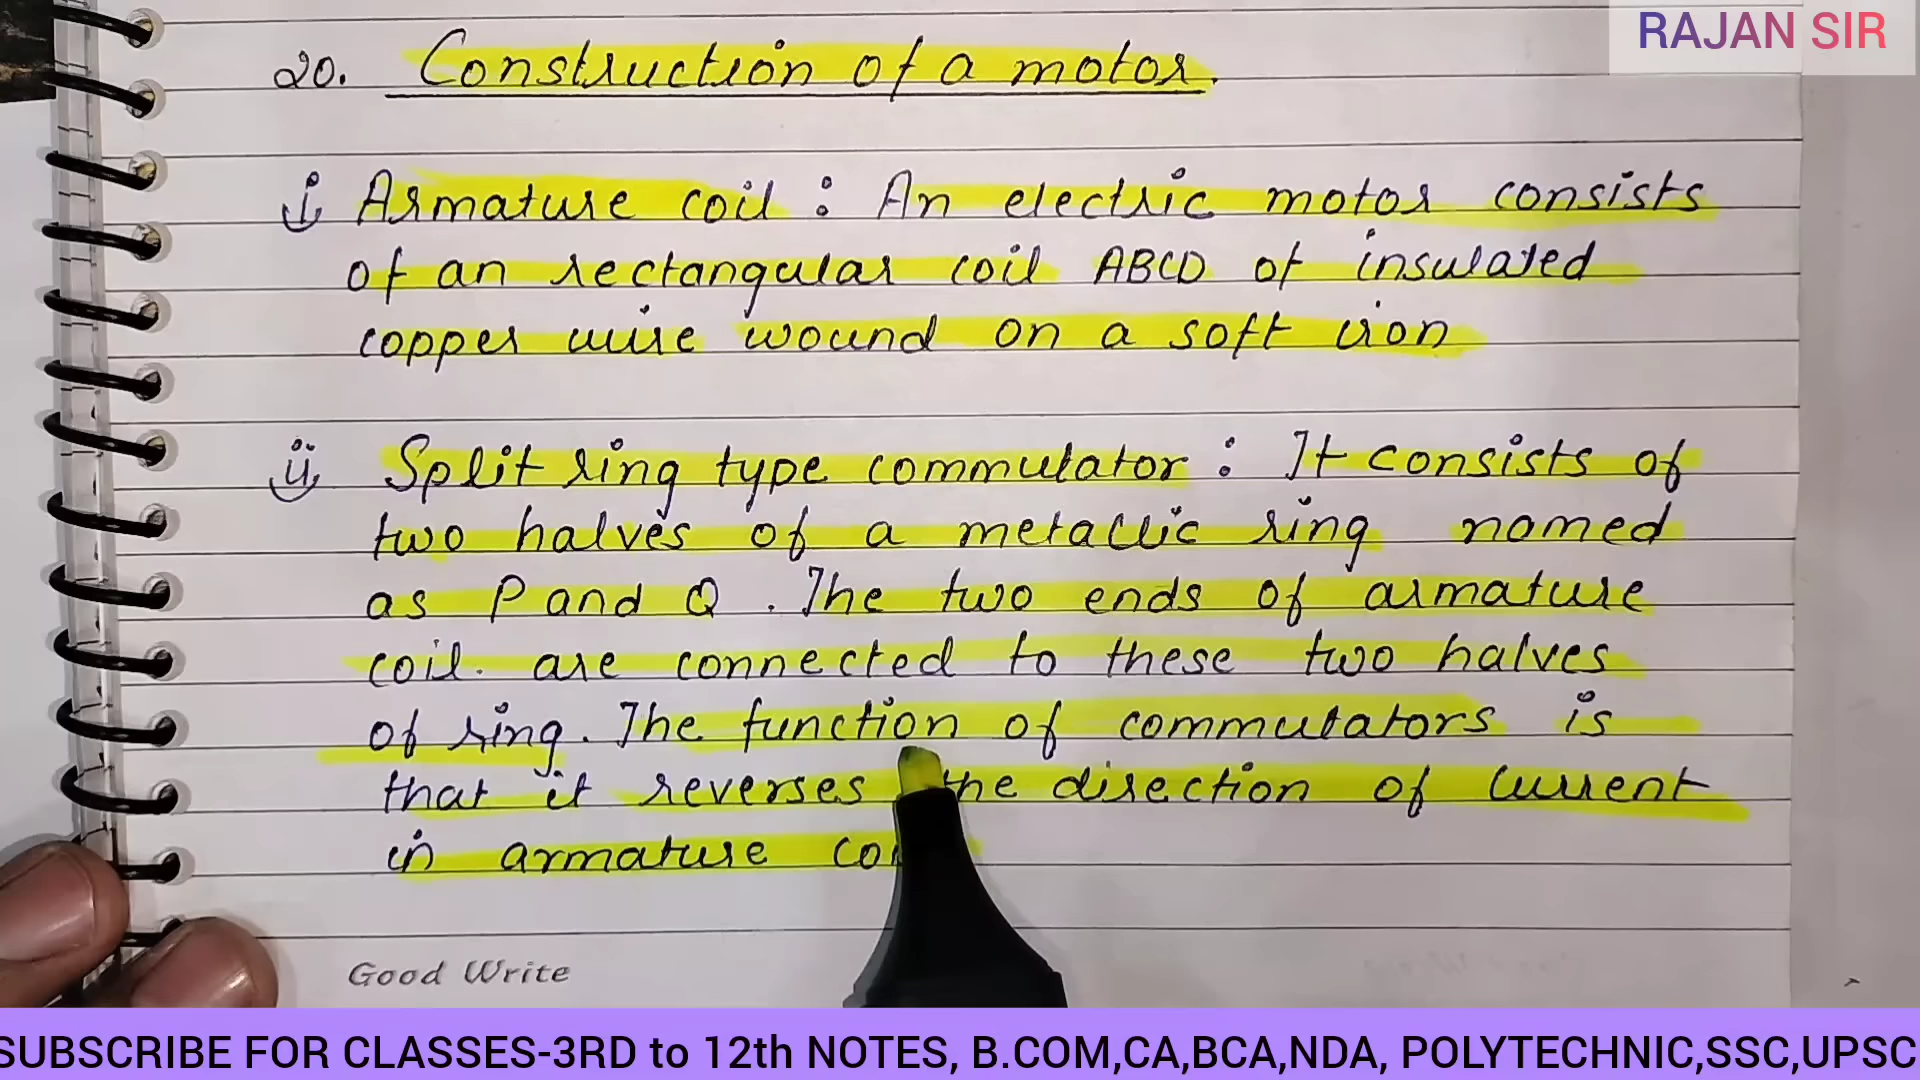 RAJAN SIR
20. Construction of a motor.
i Armature coil : An electric motor consists
of an rectangular coil ABCD of insulated
copper wire wound on a soft iron
ii Split ring type commutator : It consists of
two halves of a metallic ring named
as P and Q . The two ends of armature
coil. are connected to these two halves
of ring. The function of commutators is
that it reverses the direction of current
in armature
Good Write
SUBSCRIBE FOR CLASSES-3RD to 12th NOTES, B.COM,CA,BCA,NDA, POLYTECHNIC,SSC,UPSC